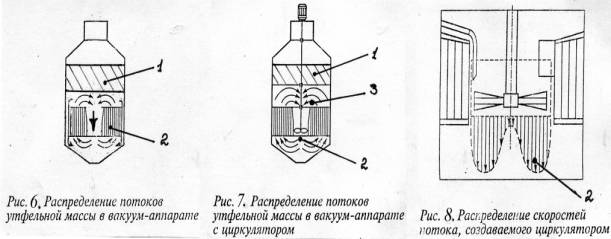 1
2
1
3
2
2
Рис. 6. Распределение потоков
утфельной массы в вакуум-аппарате
Рис. 7. Распределение потоков
утфельной массы в вакуум-аппарате
с циркулятором
Рис. 8. Распределение скоростей
потока, создаваемого циркулятором